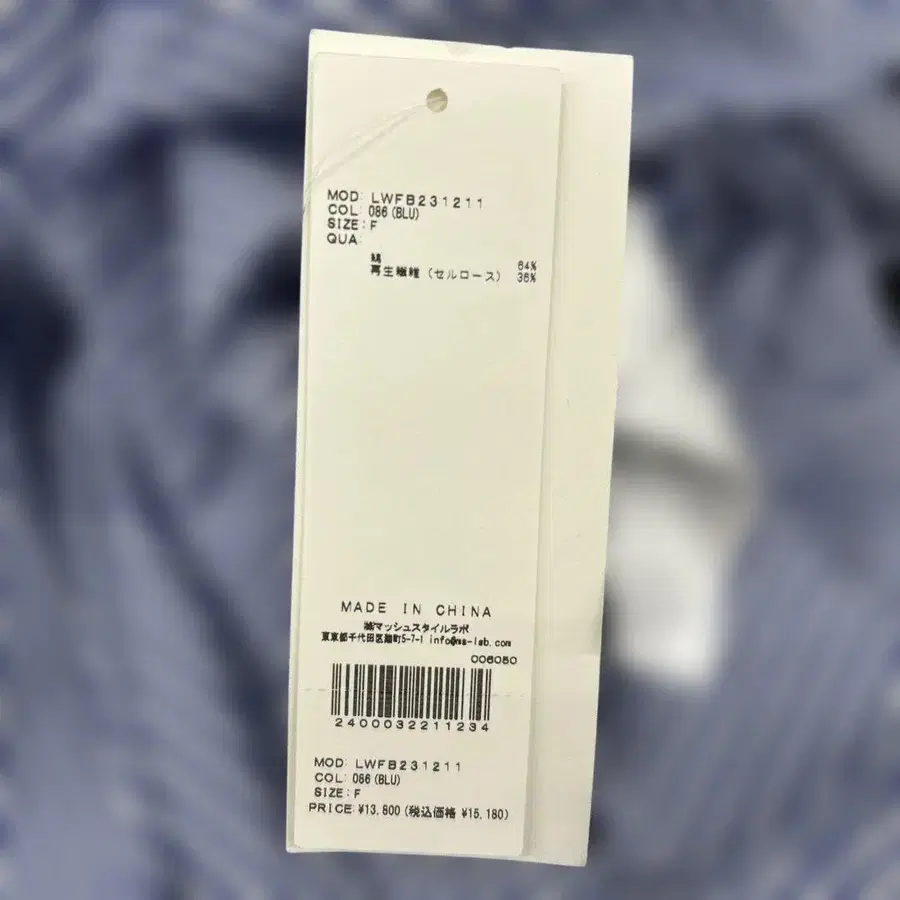 MOD: LWFB231211
COL: 086(BLU)
SIZE:F
QUA:
綿 64%
再生繊維(セルロース) 36%
MADE IN CHINA
㈱マッシュスタイルラボ
東京都千代田区麹町5-7-1 info@ms-lab.com
006050
2400032211234
MOD: LWFB231211
COL: 086(BLU)
SIZE:F
PRICE:¥13,800(税込価格 ¥15,180)